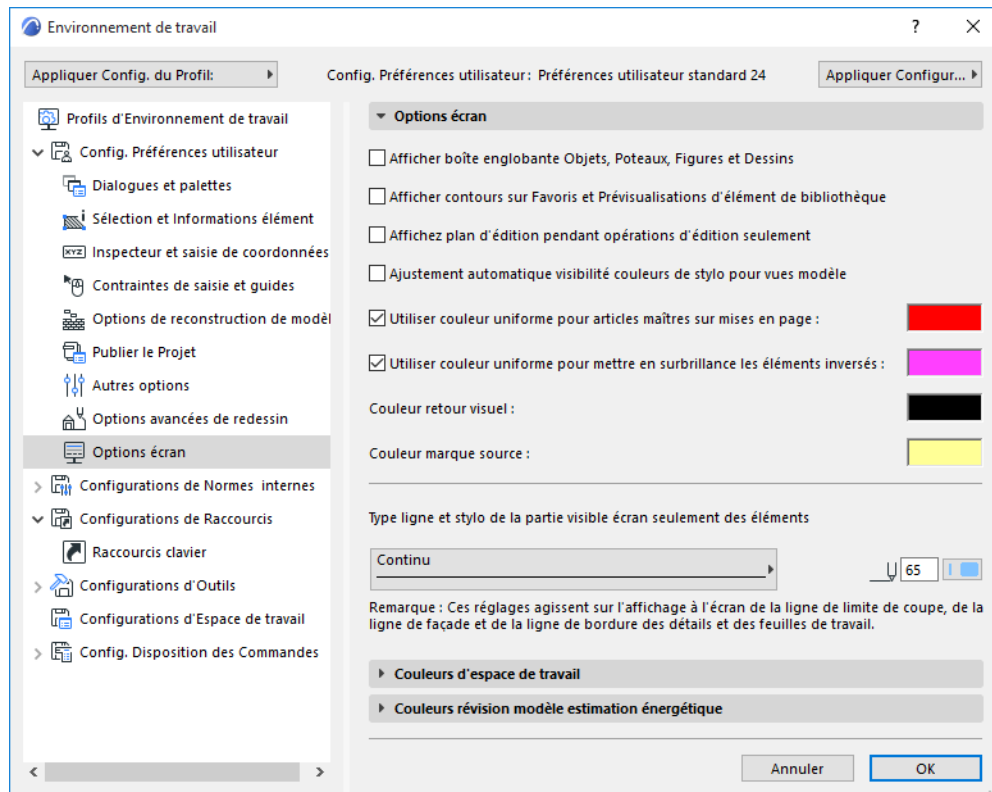 Environnement de travail
?
Appliquer Config. du Profil:
Config. Préférences utilisateur: Préférences utilisateur standard 24
Appliquer Configur...
Profils d'Environnement de travail
Config. Préférences utilisateur
Dialogues et palettes
Sélection et Informations élément
XYZ
Inspecteur et saisie de coordonnées
Contraintes de saisie et guides
Options de reconstruction de modèl
Publier le Projet
Autres options
Options avancées de redessin
Options écran
Configurations de Normes internes
Configurations de Raccourcis
Raccourcis clavier
Configurations d'Outils
Configurations d'Espace de travail
Config. Disposition des Commandes
Options écran
Afficher boîte englobante Objets, Poteaux, Figures et Dessins
Afficher contours sur Favoris et Prévisualisations d'élément de bibliothèque
Affichez plan d'édition pendant opérations d'édition seulement
Ajustement automatique visibilité couleurs de stylo pour vues modèle
Utiliser couleur uniforme pour articles maîtres sur mises en page :
Utiliser couleur uniforme pour mettre en surbrillance les éléments inversés :
Couleur retour visuel :
Couleur marque source :
Type ligne et stylo de la partie visible écran seulement des éléments
Continu
65
Remarque : Ces réglages agissent sur l'affichage à l'écran de la ligne de limite de coupe, de la
ligne de façade et de la ligne de bordure des détails et des feuilles de travail.
Couleurs d'espace de travail
Couleurs révision modèle estimation énergétique
Annuler
OK